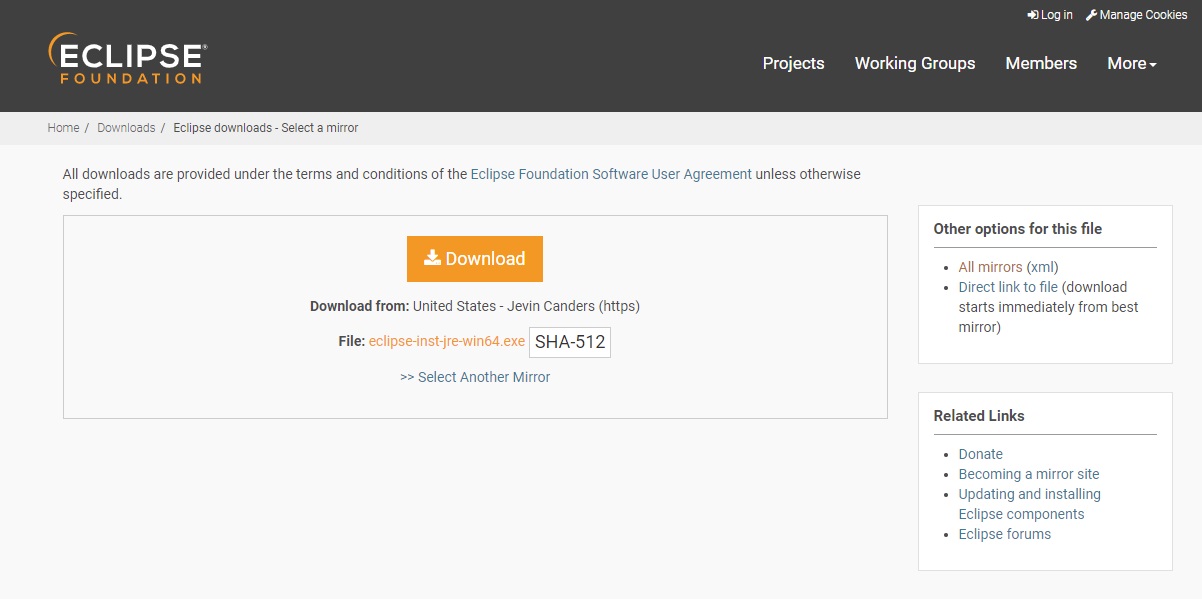 Log in Manage Cookies
ECLIPSE®
FOUNDATION
Projects Working Groups Members More
Home / Downloads / Eclipse downloads - Select a mirror
All downloads are provided under the terms and conditions of the Eclipse Foundation Software User Agreement unless otherwise
specified.
Download
Download from: United States - Jevin Canders (https)
File: eclipse-inst-jre-win64.exe SHA-512
>> Select Another Mirror
Other options for this file
All mirrors (xml)
Direct link to file (download
starts immediately from best
mirror)
Related Links
Donate
Becoming a mirror site
Updating and installing
Eclipse components
Eclipse forums